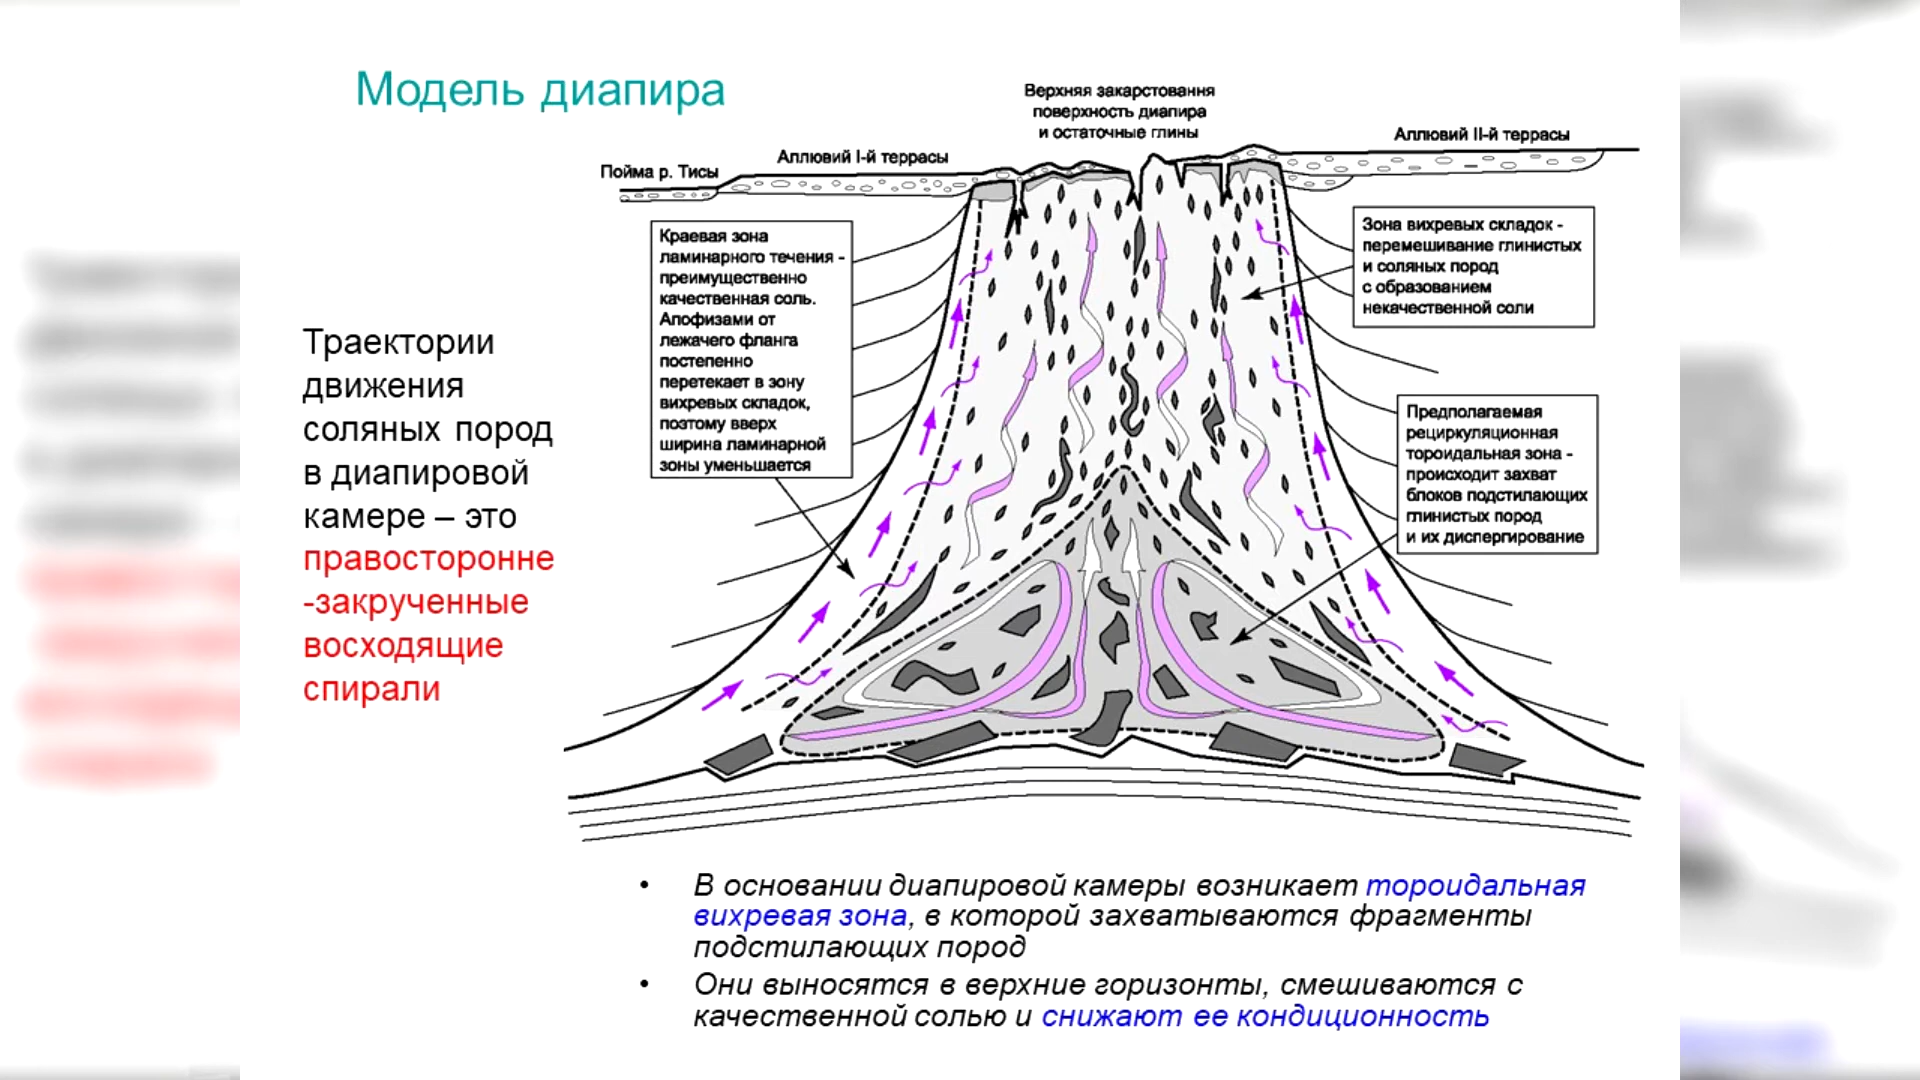 Модель диапира
Верхняя закарстованя
поверхность диапира
и остаточные глины
Аллювий II-й террасы
Аллювий I-й террасы
Пойма р. Тисы
Краевая зона
ламинарного течения -
преимущественно
качественная соль.
Апофизами от
лежачего фланга
постепенно
перетекает в зону
вихревых складок,
поэтому вверх
ширина ламинарной
зоны уменьшается
Зона вихревых складок -
перемешивание глинистых
и соляных пород
с образованием
некачественной соли
Предполагаемая
рециркуляционная
тороидальная зона -
происходит захват
блоков подстилающих
глинистых пород
и их диспергирование
Траектории
движения
соляных пород
в диапировой
камере – это
правосторонне
-закрученные
восходящие
спирали
• В основании диапировой камеры возникает тороидальная
вихревая зона, в которой захватываются фрагменты
подстилающих пород
• Они выносятся в верхние горизонты, смешиваются с
качественной солью и снижают ее кондиционность